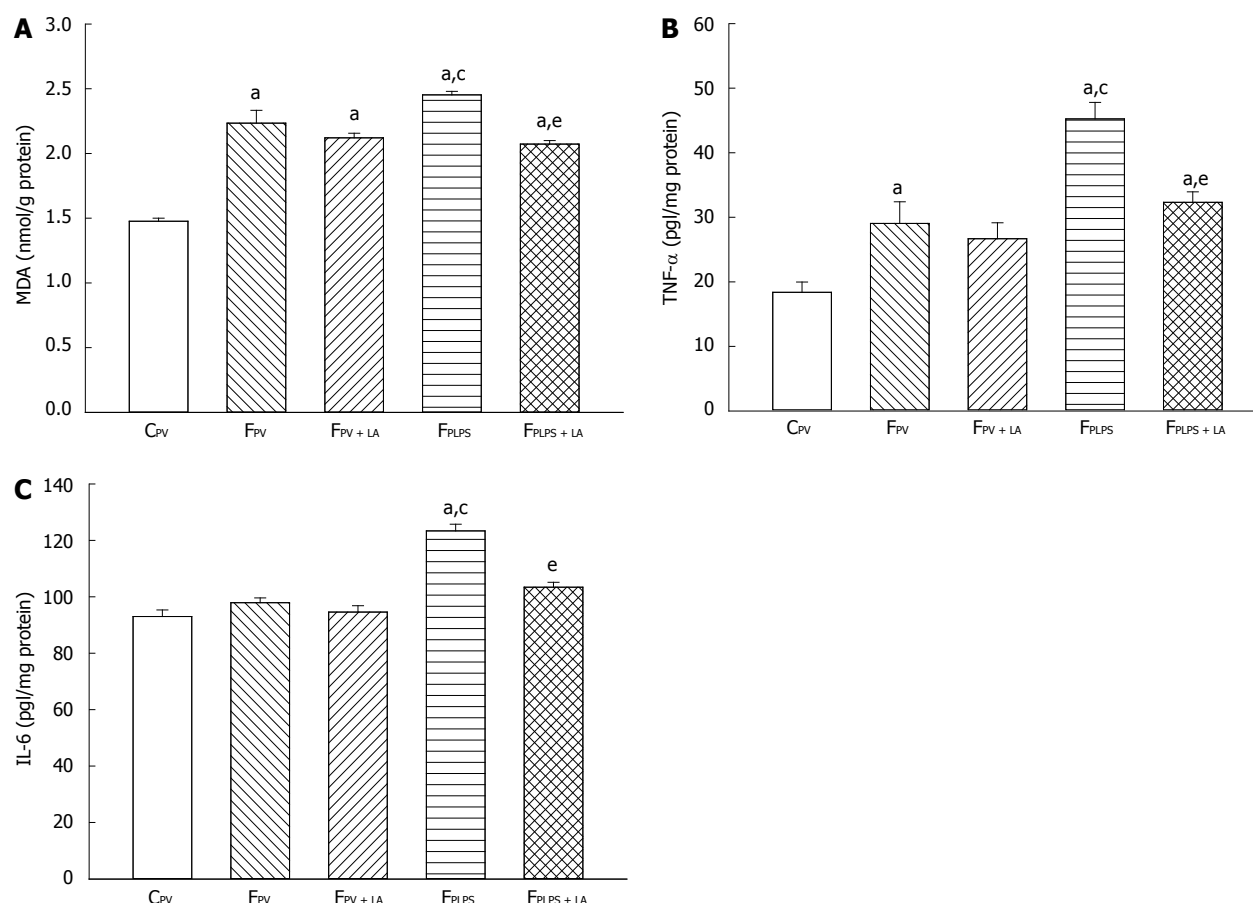 A
MDA (nmol/g protein)
3.0
2.5
2.0
1.5
1.0
0.5
0.0
a
a
a,c
a,e
CPV
FPV
FPV + LA
FPLPS
FPLPS + LA
B
TNF-α (pgl/mg protein)
60
50
40
30
20
10
0
a
a,c
a,e
CPV
FPV
FPV + LA
FPLPS
FPLPS + LA
C
IL-6 (pgl/mg protein)
140
120
100
80
60
40
20
0
a,c
e
CPV
FPV
FPV + LA
FPLPS
FPLPS + LA